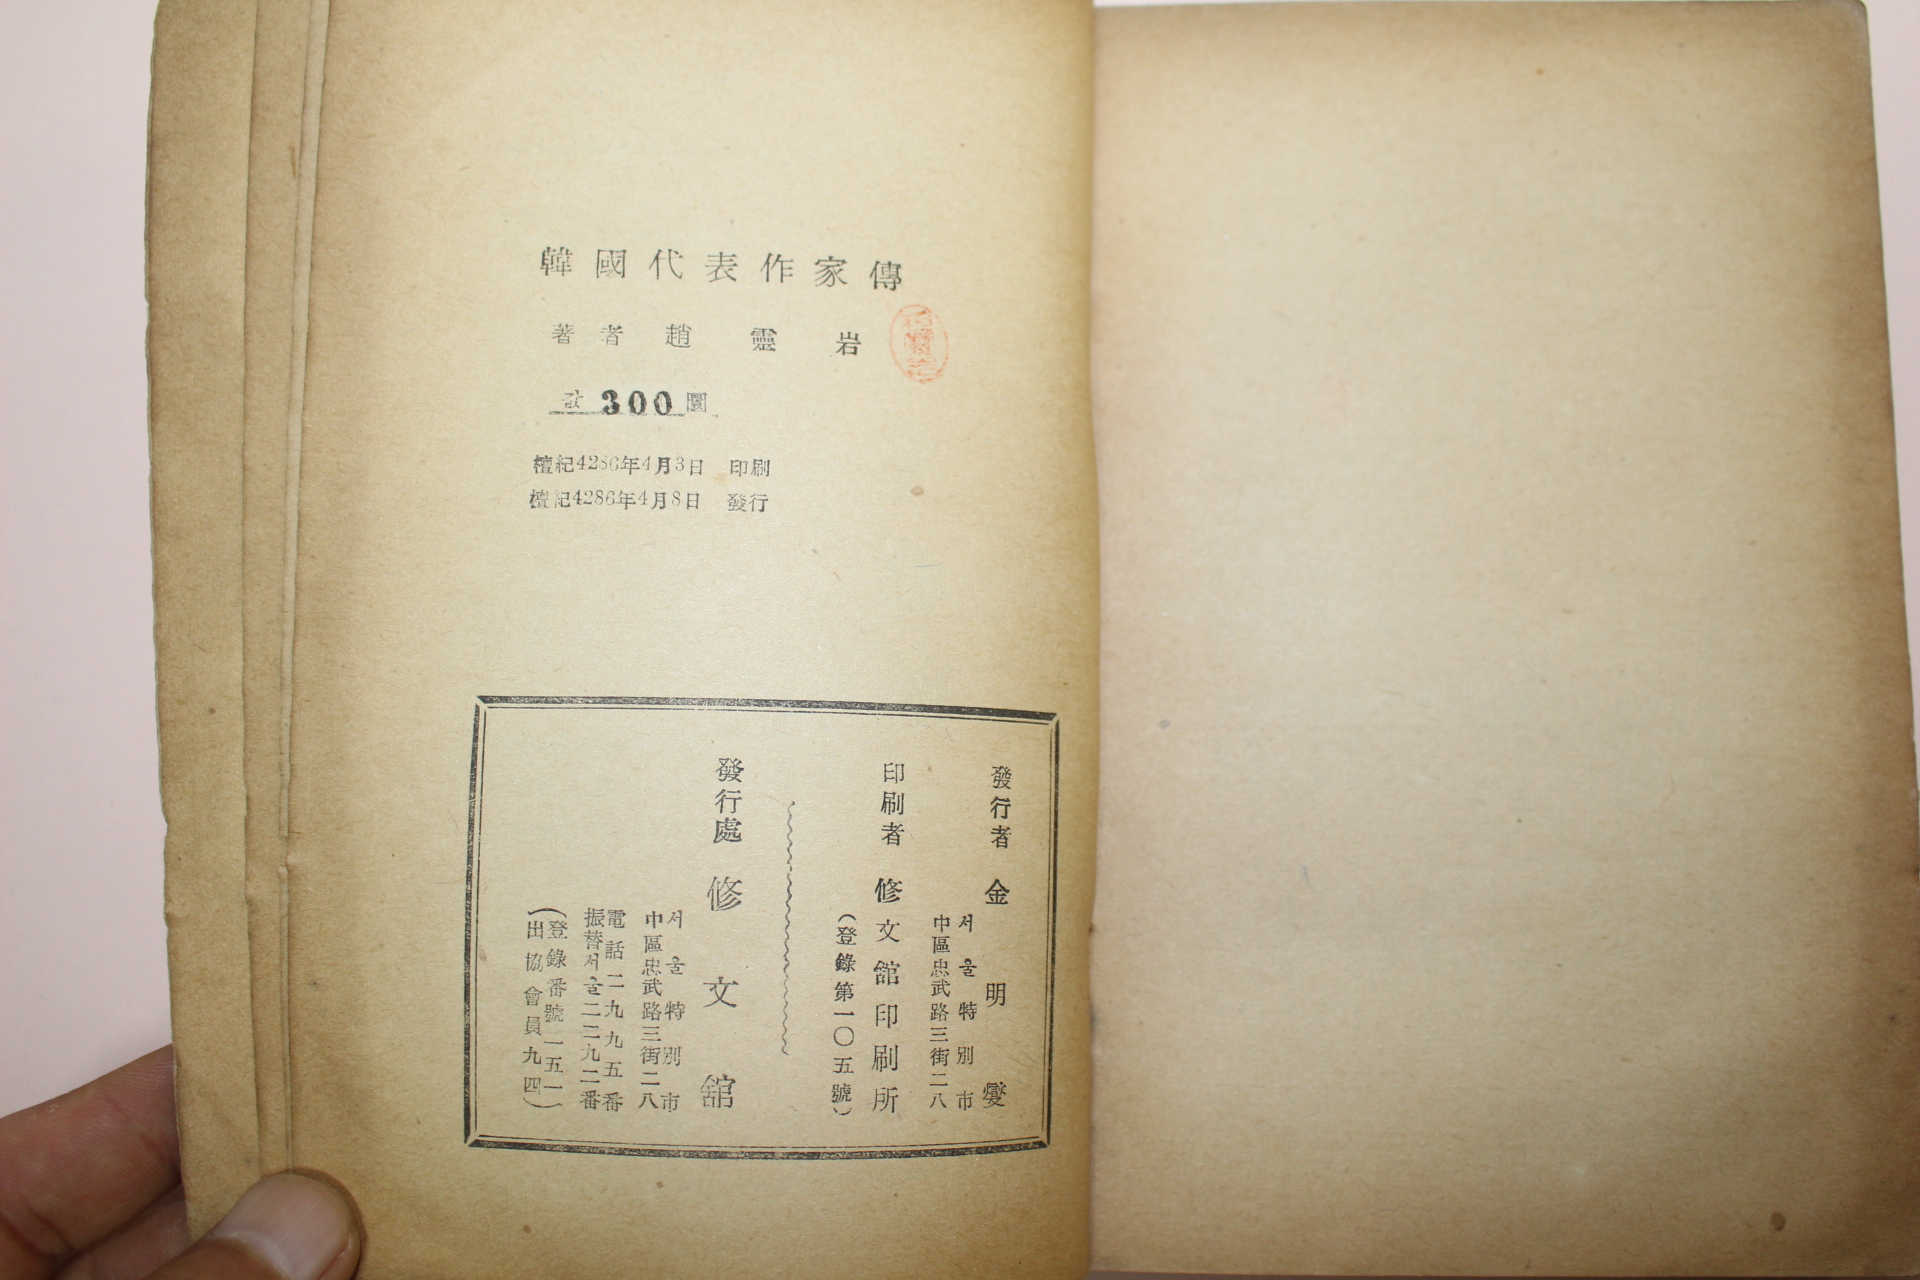 韓國代表作家傳
著者 趙靈岩
값 300 圜
檀紀4286年4月3日 印刷
檀紀4286年4月8日 發行
發行者 金明燮
서울特別市
中區忠武路三街二八
印刷者 修文舘印刷所
(登錄第一〇五號)
發行處 修文舘
서울特別市
中區忠武路三街二八
電話二九九五番
振替서울二二九二番
(登錄番號一五一)
(出協會員九四)